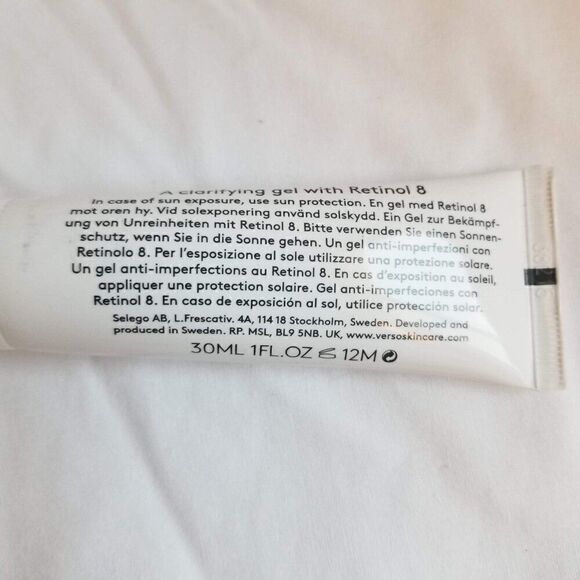 A clarifying gel with Retinol 8
In case of sun exposure, use sun protection. En gel med Retinol 8
mot oren hy. Vid solexponering använd solskydd. Ein Gel zur Bekämpf-
ung von Unreinheiten mit Retinol 8. Bitte verwenden Sie einen Sonnen-
schutz, wenn Sie in die Sonne gehen. Un gel anti-imperfezioni con
Retinolo 8. Per l'esposizione al sole utilizzare una protezione solare.
Un gel anti-imperfections au Retinol 8. En cas d'exposition au soleil,
appliquer une protection solaire. Gel anti-imperfeciones con
Retinol 8. En caso de exposición al sol, utilice protección solar.
Selego AB, L.Frescativ. 4A, 114 18 Stockholm, Sweden. Developed and
produced in Sweden. RP. MSL, BL9 5NB. UK, www.versoskincare.com
30ML 1FL.OZ 12M